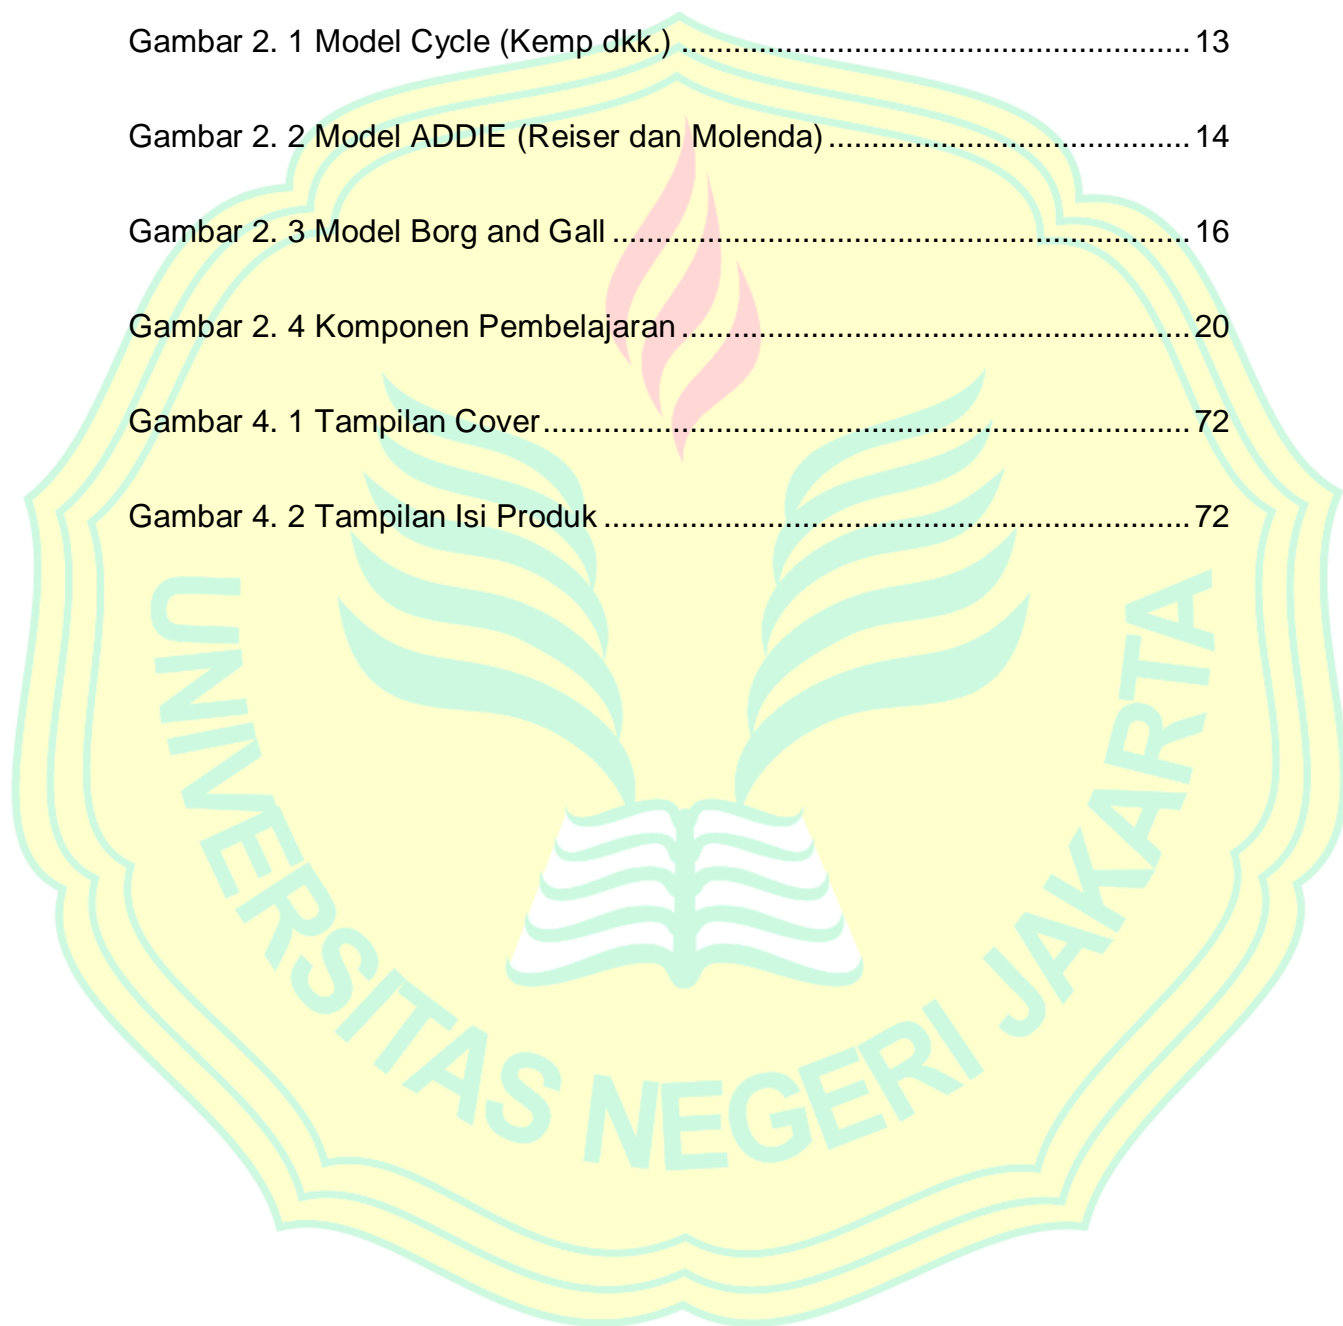 Gambar 2. 1 Model Cycle (Kemp dkk.) ............................................................ 13
Gambar 2. 2 Model ADDIE (Reiser dan Molenda) .......................................... 14
Gambar 2. 3 Model Borg and Gall .................................................................... 16
Gambar 2. 4 Komponen Pembelajaran ............................................................ 20
Gambar 4. 1 Tampilan Cover ............................................................................ 72
Gambar 4. 2 Tampilan Isi Produk ..................................................................... 72
UNIVERSITAS NEGERI JAKARTA